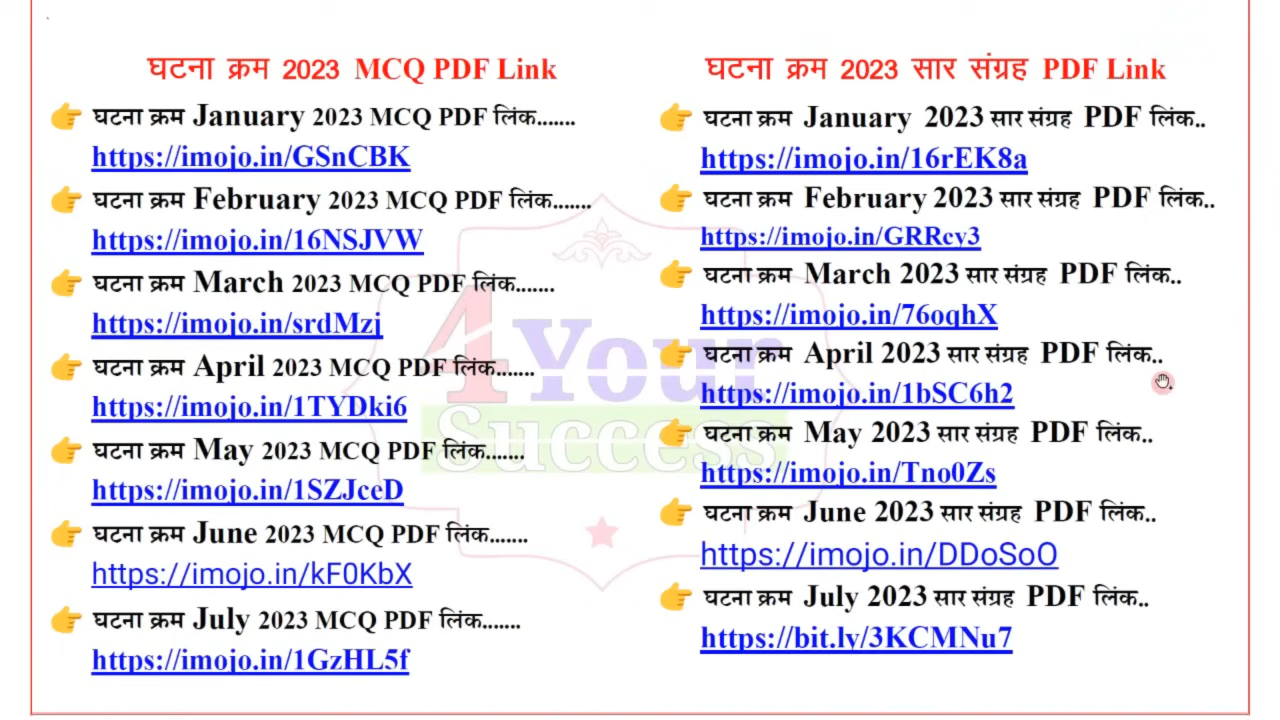 घटना क्रम 2023 MCQ PDF Link
👉 घटना क्रम January 2023 MCQ PDF लिंक.......
https://imojo.in/GSnCBK
👉 घटना क्रम February 2023 MCQ PDF लिंक.......
https://imojo.in/16NSJVW
👉 घटना क्रम March 2023 MCQ PDF लिंक.......
https://imojo.in/srdMzj
👉 घटना क्रम April 2023 MCQ PDF लिंक.......
https://imojo.in/1TYDki6
👉 घटना क्रम May 2023 MCQ PDF लिंक.......
https://imojo.in/1SZJceD
👉 घटना क्रम June 2023 MCQ PDF लिंक.......
https://imojo.in/kF0KbX
👉 घटना क्रम July 2023 MCQ PDF लिंक.......
https://imojo.in/1GzHL5f
घटना क्रम 2023 सार संग्रह PDF Link
👉 घटना क्रम January 2023 सार संग्रह PDF लिंक..
https://imojo.in/16rEK8a
👉 घटना क्रम February 2023 सार संग्रह PDF लिंक..
https://imojo.in/GRRcy3
👉 घटना क्रम March 2023 सार संग्रह PDF लिंक..
https://imojo.in/76oqhX
👉 घटना क्रम April 2023 सार संग्रह PDF लिंक..
https://imojo.in/1bSC6h2
👉 घटना क्रम May 2023 सार संग्रह PDF लिंक..
https://imojo.in/Tno0Zs
👉 घटना क्रम June 2023 सार संग्रह PDF लिंक..
https://imojo.in/DDoSoO
👉 घटना क्रम July 2023 सार संग्रह PDF लिंक..
https://bit.ly/3KCMNu7
4Your
Success